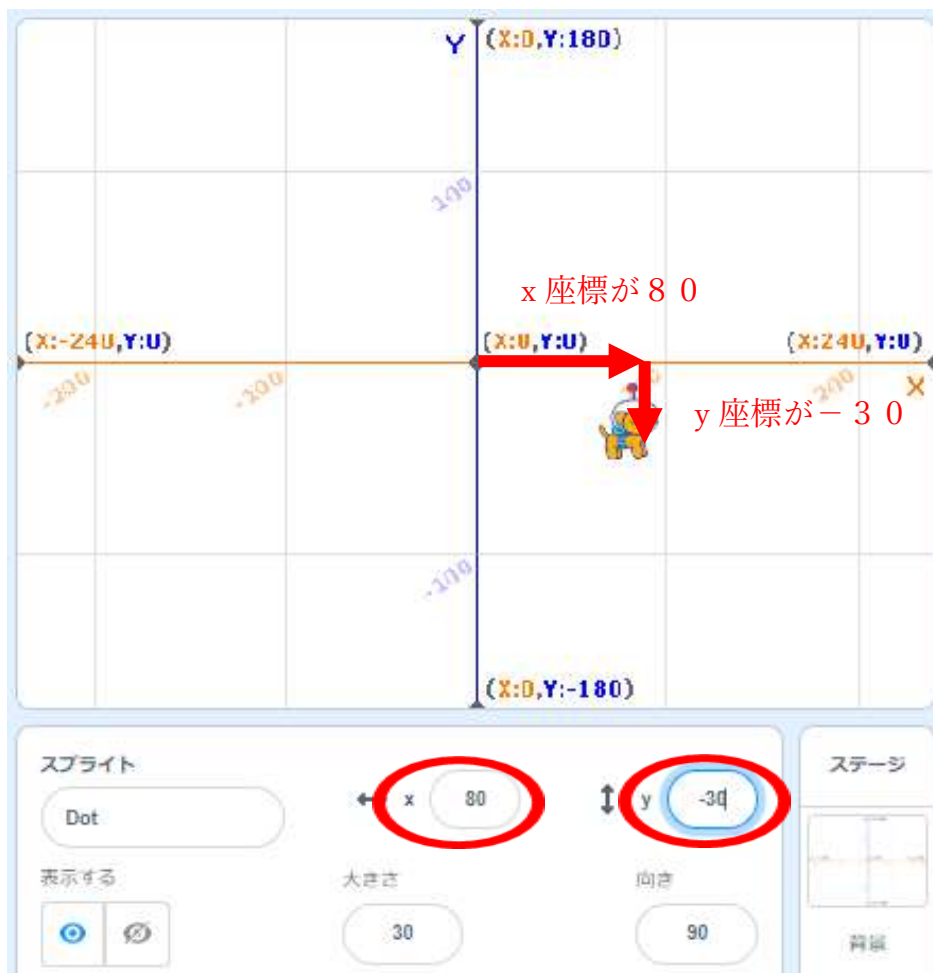 Y (X:0,Y:180)
100
x 座標が８０
(X:-240,Y:0) (X:0,Y:0) (X:240,Y:0)
-200 -100 200 X
y 座標が－３０
-100
(X:0,Y:-180)
スプライト
Dot
x 80
y -30
ステージ
表示する
大きさ
30
向き
90
背景